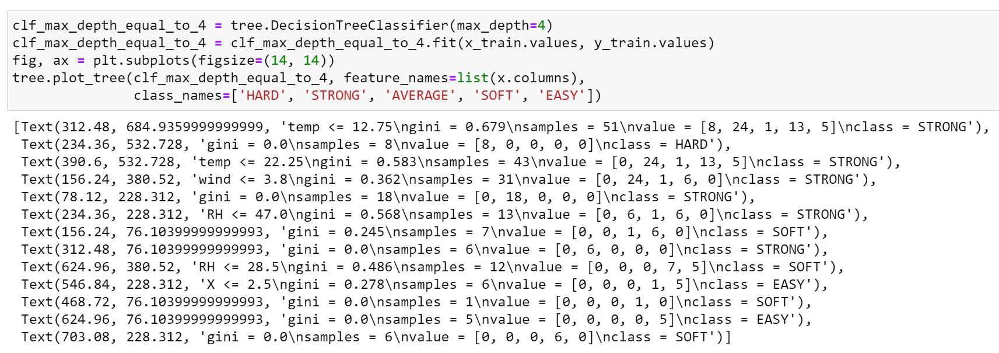 clf_max_depth_equal_to_4 = tree.DecisionTreeClassifier(max_depth=4)
clf_max_depth_equal_to_4 = clf_max_depth_equal_to_4.fit(x_train.values, y_train.values)
fig, ax = plt.subplots(figsize=(14, 14))
tree.plot_tree(clf_max_depth_equal_to_4, feature_names=list(x.columns),
               class_names=['HARD', 'STRONG', 'AVERAGE', 'SOFT', 'EASY'])
[Text(312.48, 684.9359999999999, 'temp <= 12.75\ngini = 0.679\nsamples = 51\nvalue = [8, 24, 1, 13, 5]\nclass = STRONG'),
 Text(234.36, 532.728, 'gini = 0.0\nsamples = 8\nvalue = [8, 0, 0, 0, 0]\nclass = HARD'),
 Text(390.6, 532.728, 'temp <= 22.25\ngini = 0.583\nsamples = 43\nvalue = [0, 24, 1, 13, 5]\nclass = STRONG'),
 Text(156.24, 380.52, 'wind <= 3.8\ngini = 0.362\nsamples = 31\nvalue = [0, 24, 1, 6, 0]\nclass = STRONG'),
 Text(78.12, 228.312, 'gini = 0.0\nsamples = 18\nvalue = [0, 18, 0, 0, 0]\nclass = STRONG'),
 Text(234.36, 228.312, 'RH <= 47.0\ngini = 0.568\nsamples = 13\nvalue = [0, 6, 1, 6, 0]\nclass = STRONG'),
 Text(156.24, 76.10399999999993, 'gini = 0.245\nsamples = 7\nvalue = [0, 0, 1, 6, 0]\nclass = SOFT'),
 Text(312.48, 76.10399999999993, 'gini = 0.0\nsamples = 6\nvalue = [0, 6, 0, 0, 0]\nclass = STRONG'),
 Text(624.96, 380.52, 'RH <= 28.5\ngini = 0.486\nsamples = 12\nvalue = [0, 0, 0, 7, 5]\nclass = SOFT'),
 Text(546.84, 228.312, 'X <= 2.5\ngini = 0.278\nsamples = 6\nvalue = [0, 0, 0, 1, 5]\nclass = EASY'),
 Text(468.72, 76.10399999999993, 'gini = 0.0\nsamples = 1\nvalue = [0, 0, 0, 1, 0]\nclass = SOFT'),
 Text(624.96, 76.10399999999993, 'gini = 0.0\nsamples = 5\nvalue = [0, 0, 0, 0, 5]\nclass = EASY'),
 Text(703.08, 228.312, 'gini = 0.0\nsamples = 6\nvalue = [0, 0, 0, 6, 0]\nclass = SOFT')]